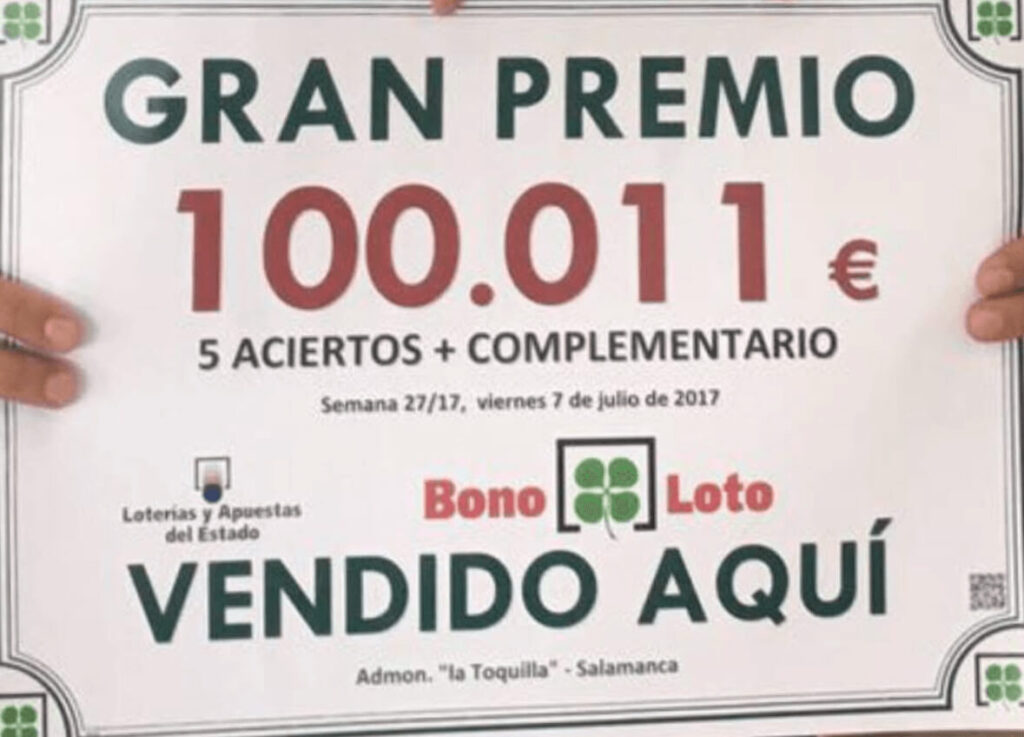 GRAN PREMIO
100.011 €
5 ACIERTOS + COMPLEMENTARIO
Semana 27/17, viernes 7 de julio de 2017
Loterías y Apuestas
del Estado
Bono Loto
VENDIDO AQUÍ
Admon. "la Toquilla" - Salamanca